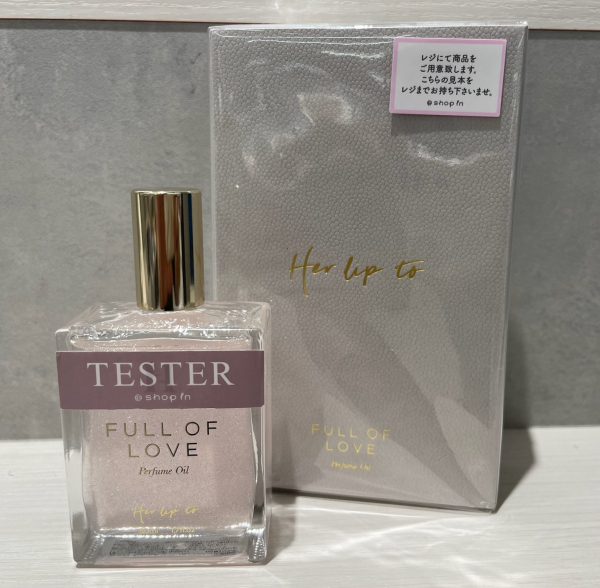 レジにて商品を
ご用意致します。
こちらの見本を
レジまでお持ち下さいませ。
@shop fn
Her lip to
FULL OF
LOVE
Perfume Oil
TESTER
@shop fn
FULL OF
LOVE
Perfume Oil
Her lip to